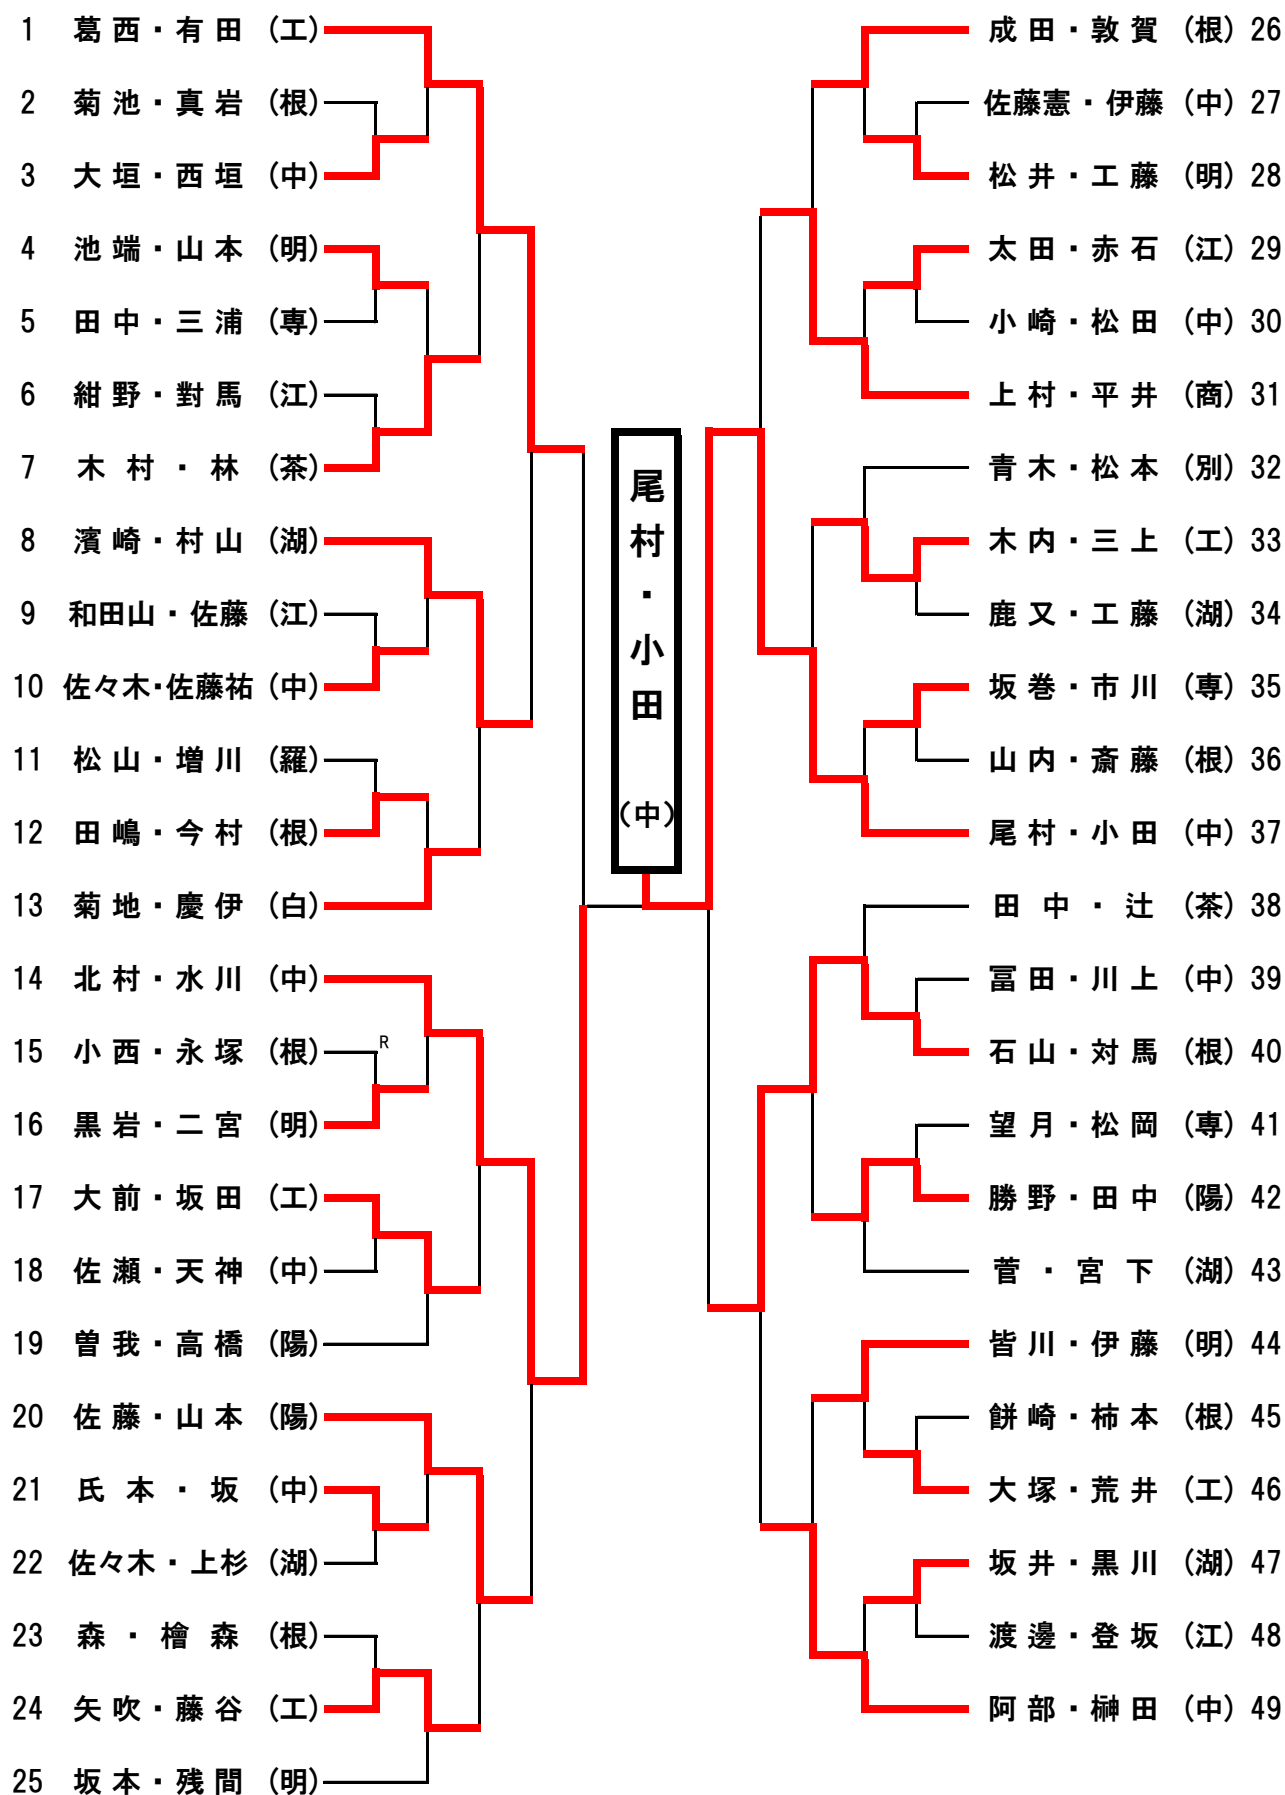 1 葛西・有田 (工)
2 菊池・真岩 (根)
3 大垣・西垣 (中)
4 池端・山本 (明)
5 田中・三浦 (専)
6 紺野・對馬 (江)
7 木村・林 (茶)
8 濱崎・村山 (湖)
9 和田山・佐藤 (江)
10 佐々木・佐藤祐 (中)
11 松山・増川 (羅)
12 田嶋・今村 (根)
13 菊地・慶伊 (白)
14 北村・水川 (中)
15 小西・永塚 (根)
R
16 黒岩・二宮 (明)
17 大前・坂田 (工)
18 佐瀬・天神 (中)
19 曽我・高橋 (陽)
20 佐藤・山本 (陽)
21 氏本・坂 (中)
22 佐々木・上杉 (湖)
23 森・檜森 (根)
24 矢吹・藤谷 (工)
25 坂本・残間 (明)
尾村・小田 (中)
成田・敦賀 (根) 26
佐藤憲・伊藤 (中) 27
松井・工藤 (明) 28
太田・赤石 (江) 29
小崎・松田 (中) 30
上村・平井 (商) 31
青木・松本 (別) 32
木内・三上 (工) 33
鹿又・工藤 (湖) 34
坂巻・市川 (専) 35
山内・斎藤 (根) 36
尾村・小田 (中) 37
田中・辻 (茶) 38
冨田・川上 (中) 39
石山・対馬 (根) 40
望月・松岡 (専) 41
勝野・田中 (陽) 42
菅・宮下 (湖) 43
皆川・伊藤 (明) 44
餅崎・柿本 (根) 45
大塚・荒井 (工) 46
坂井・黒川 (湖) 47
渡邊・登坂 (江) 48
阿部・榊田 (中) 49